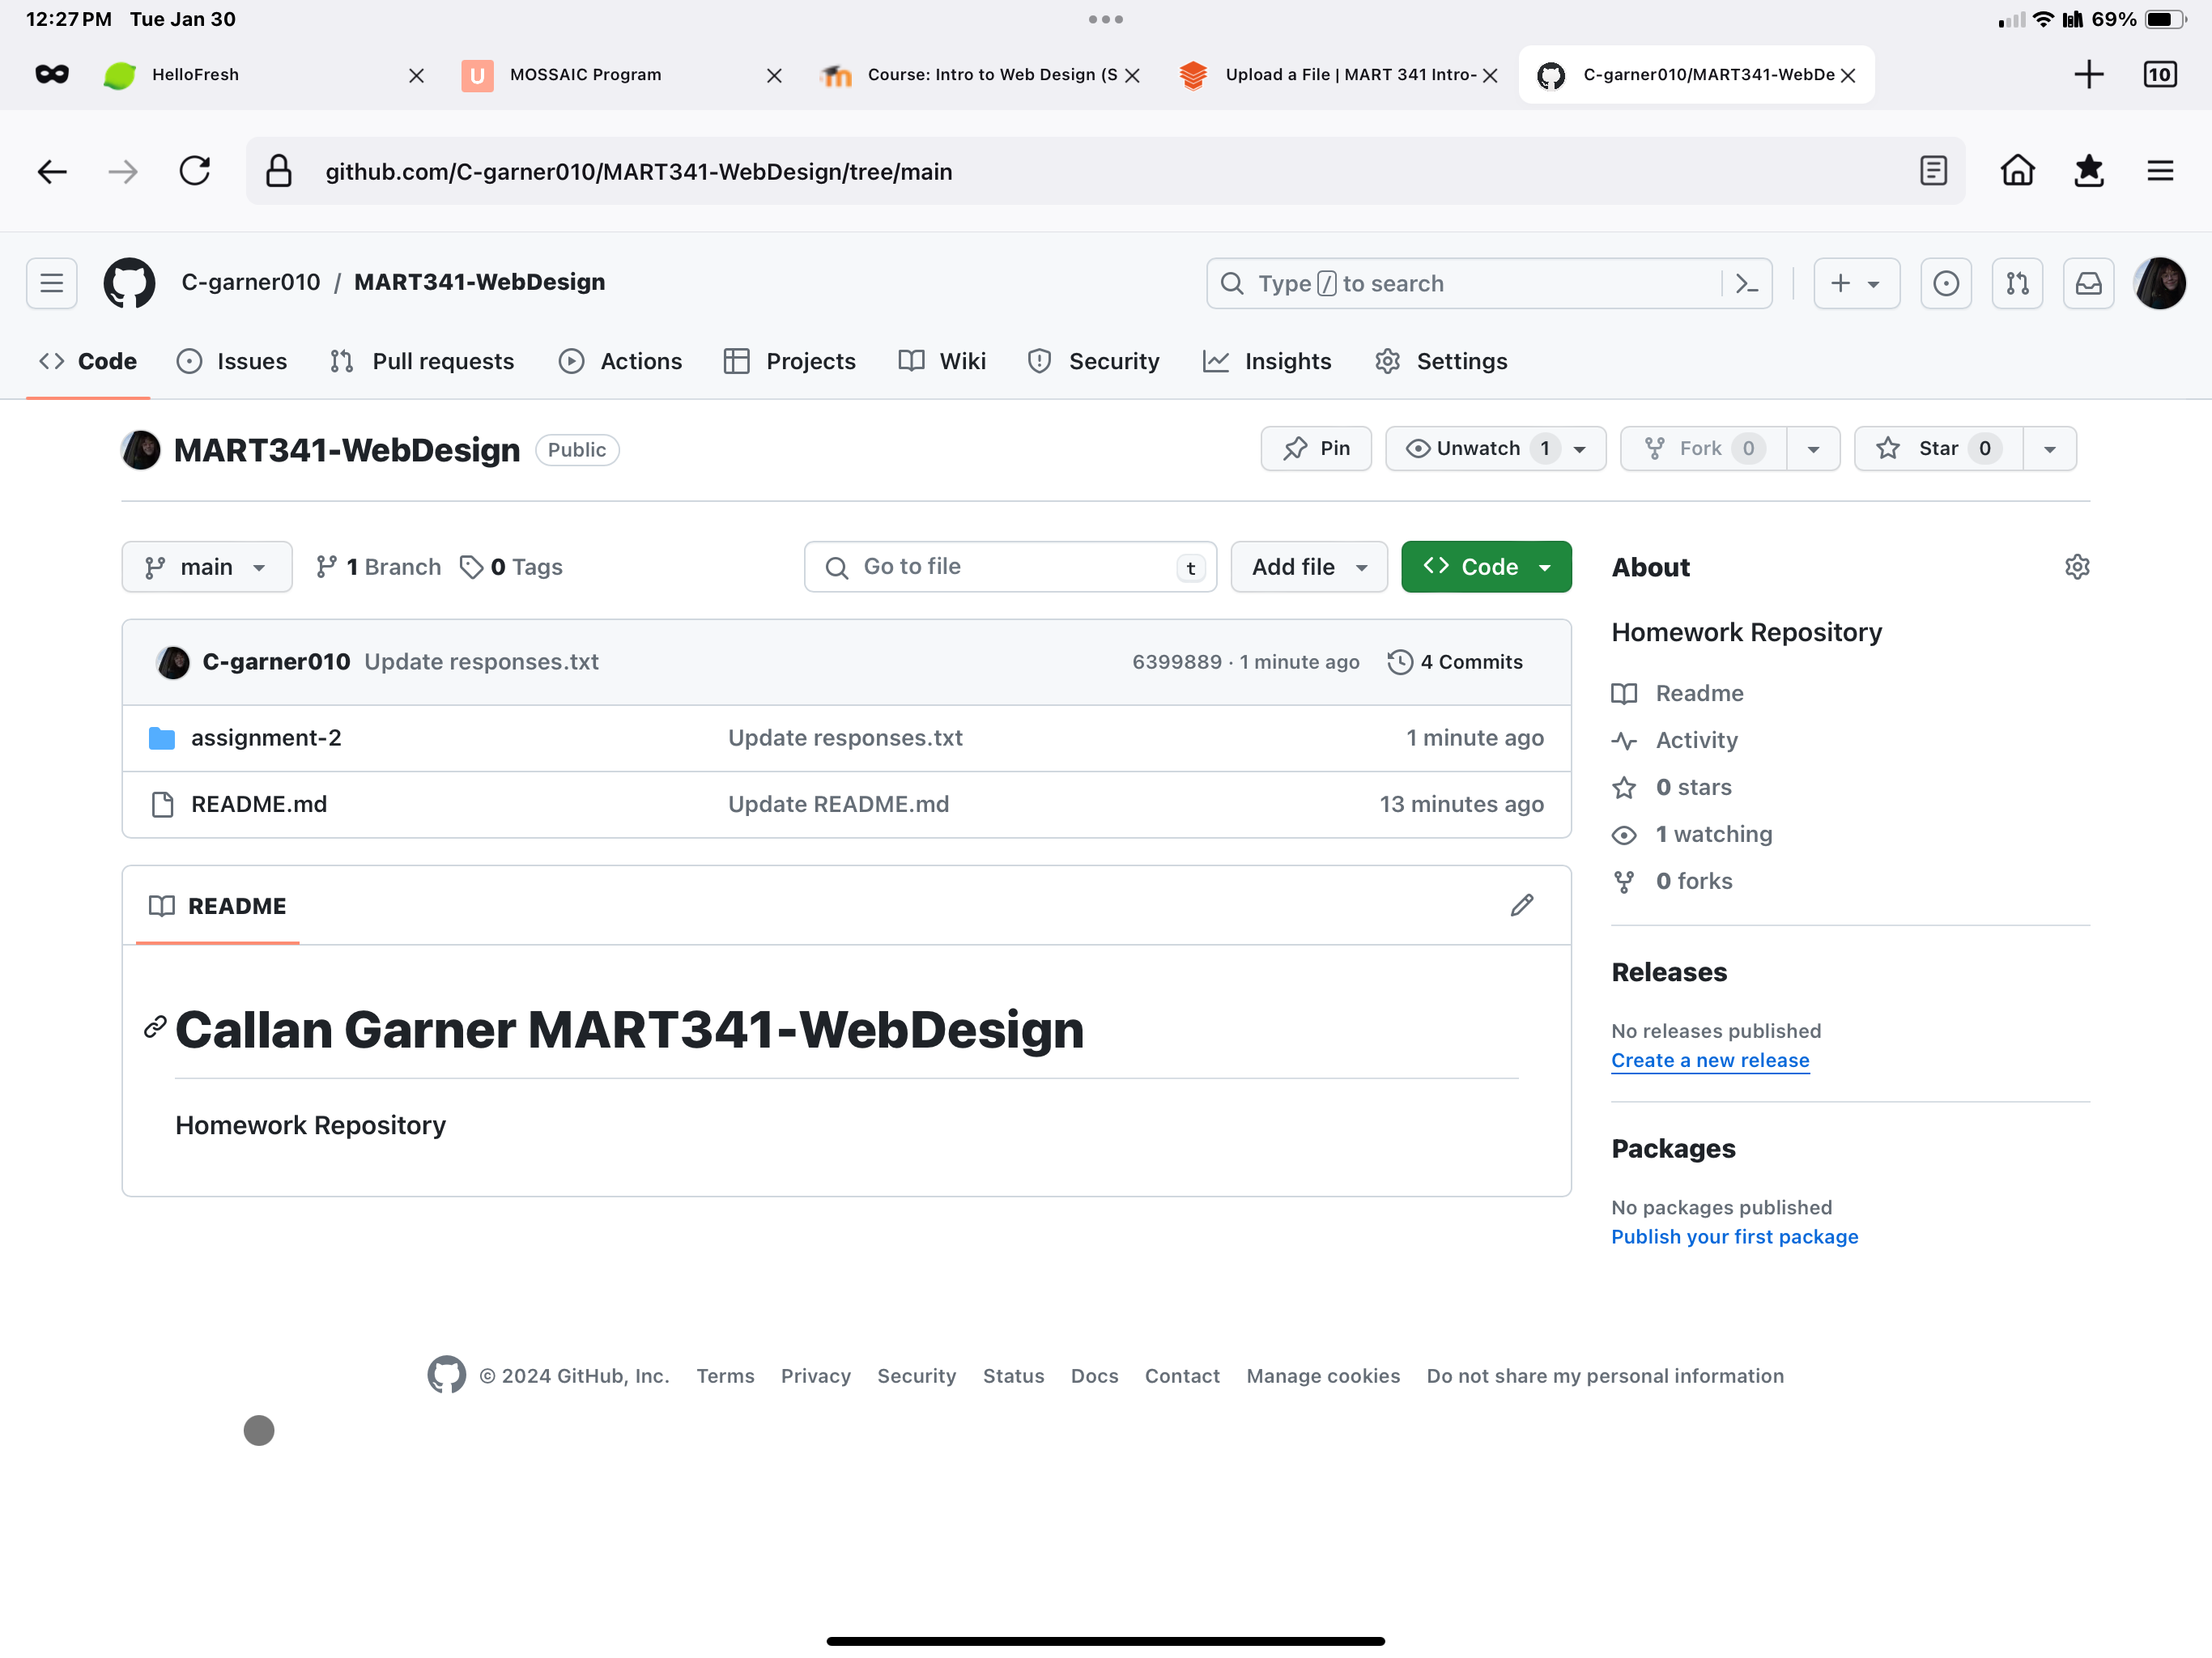 12:27 PM Tue Jan 30
69%
HelloFresh
U MOSSAIC Program
Course: Intro to Web Design (S
Upload a File | MART 341 Intro-
C-garner010/MART341-WebDe
10
github.com/C-garner010/MART341-WebDesign/tree/main
C-garner010 / MART341-WebDesign
Type / to search
Code Issues Pull requests Actions Projects Wiki Security Insights Settings
MART341-WebDesign Public
Pin Unwatch 1 Fork 0 Star 0
main 1 Branch 0 Tags
Go to file t Add file Code
C-garner010 Update responses.txt 6399889 · 1 minute ago 4 Commits
assignment-2 Update responses.txt 1 minute ago
README.md Update README.md 13 minutes ago
README
Callan Garner MART341-WebDesign
Homework Repository
About
Homework Repository
Readme
Activity
0 stars
1 watching
0 forks
Releases
No releases published
Create a new release
Packages
No packages published
Publish your first package
© 2024 GitHub, Inc. Terms Privacy Security Status Docs Contact Manage cookies Do not share my personal information